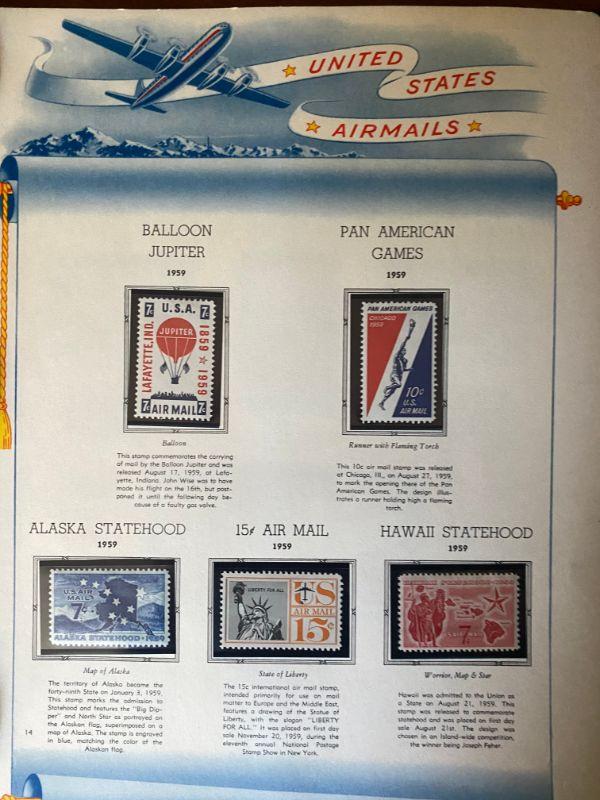 UNITED
STATES
AIRMAILS
BALLOON
JUPITER
1959
U.S.A.
7¢ 7¢
JUPITER
LAFAYETTE, IND.
1859 ★ 1959
7¢ AIR MAIL 7¢
Balloon
This stamp commemorates the carrying
of mail by the Balloon Jupiter and was
released August 17, 1959, at Lafa-
yette, Indiana. John Wise was to have
made his flight on the 16th, but post-
poned it until the following day be-
cause of a faulty gas valve.
PAN AMERICAN
GAMES
1959
PAN AMERICAN GAMES
CHICAGO
1959
10¢
U.S.
AIR MAIL
Runner with Flaming Torch
This 10c air mail stamp was released
at Chicago, Ill., on August 27, 1959,
to mark the opening there of the Pan
American Games. The design illus-
trates a runner holding high a flaming
torch.
ALASKA STATEHOOD
1959
U.S. AIR
MAIL
7¢
ALASKA STATEHOOD · 1959
Map of Alaska
The territory of Alaska became the
forty-ninth State on January 3, 1959.
This stamp marks the admission to
Statehood and features the "Big Dip-
per" and North Star as portrayed on
the Alaskan flag, superimposed on a
map of Alaska. The stamp is engraved
in blue, matching the color of the
Alaskan flag.
15¢ AIR MAIL
1959
LIBERTY FOR ALL
US
AIR MAIL
15¢
State of Liberty
The 15c international air mail stamp,
intended primarily for use on mail
matter to Europe and the Middle East,
features a drawing of the Statue of
Liberty, with the slogan "LIBERTY
FOR ALL." It was placed on first day
sale November 20, 1959, during the
eleventh annual National Postage
Stamp Show in New York.
HAWAII STATEHOOD
1959
7¢
U.S. AIR MAIL
Warrior, Map & Star
Hawaii was admitted to the Union as
a State on August 21, 1959. This
stamp was released to commemorate
statehood and was placed on first day
sale August 21st. The design was
chosen in an Island-wide competition,
the winner being Joseph Feher.
14